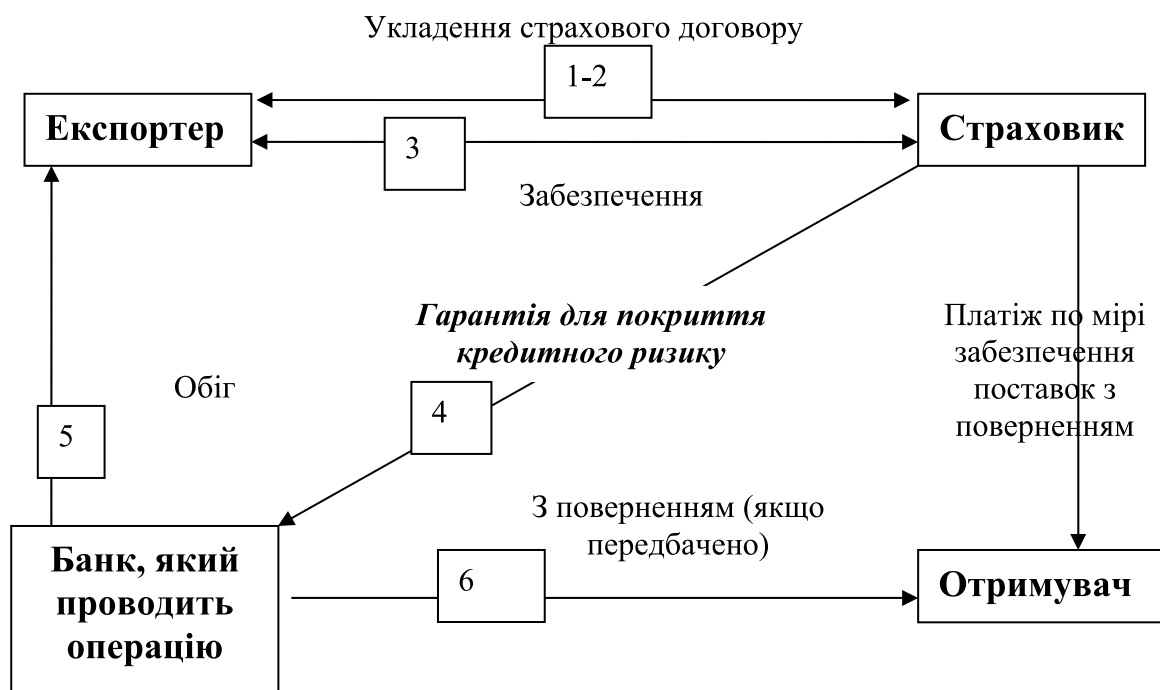 Укладення страхового договору
1-2
Експортер
Страховик
3
Забезпечення
Гарантія для покриття
кредитного ризику
Платіж по мірі
забезпечення
поставок з
поверненням
Обіг
4
5
З поверненням (якщо
передбачено)
Банк, який
проводить
операцію
6
Отримувач